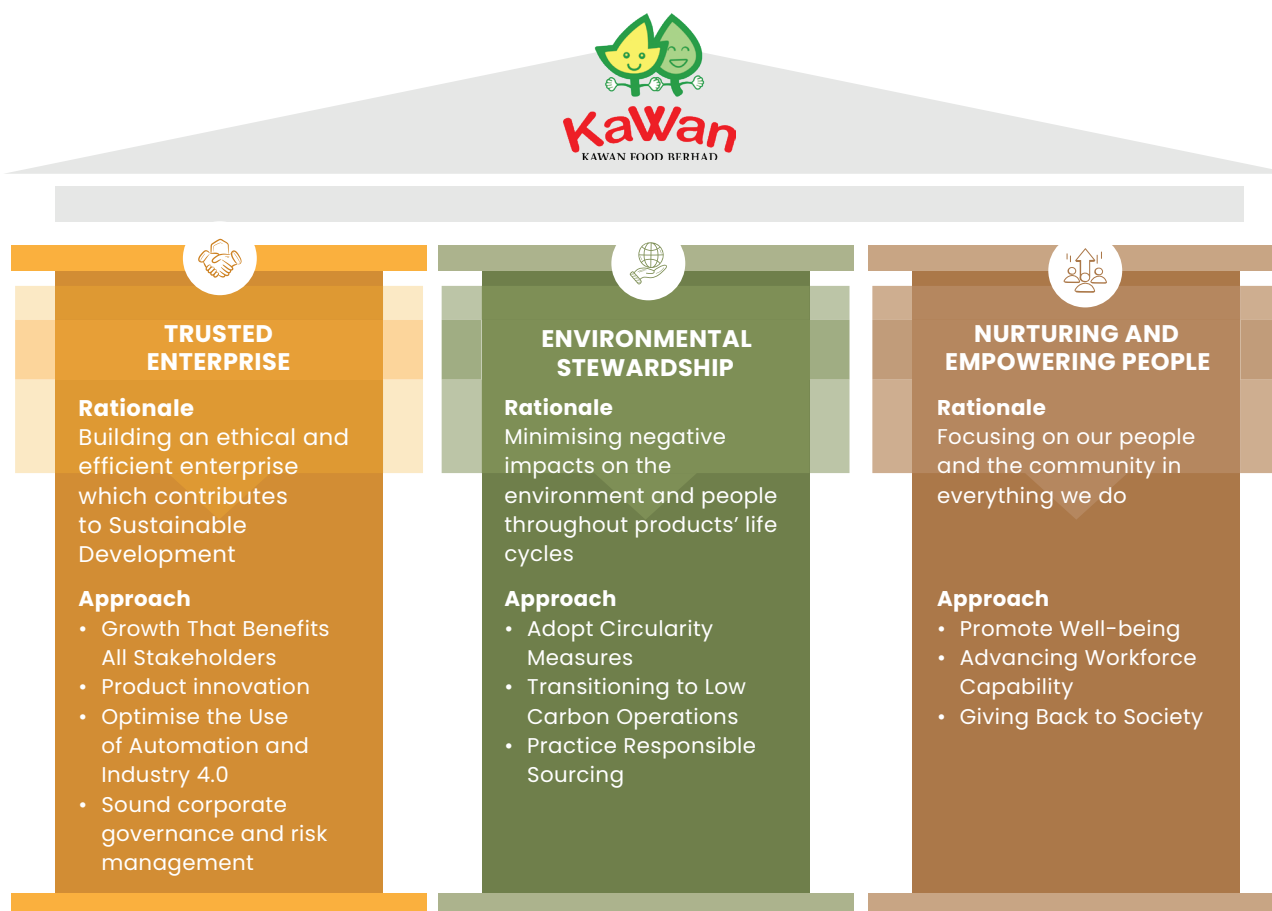 KaWan
KAWAN FOOD BERHAD
TRUSTED
ENTERPRISE
Rationale
Building an ethical and
efficient enterprise
which contributes
to Sustainable
Development
Approach
• Growth That Benefits
All Stakeholders
• Product innovation
• Optimise the Use
of Automation and
Industry 4.0
• Sound corporate
governance and risk
management
ENVIRONMENTAL
STEWARDSHIP
Rationale
Minimising negative
impacts on the
environment and people
throughout products’ life
cycles
Approach
• Adopt Circularity
Measures
• Transitioning to Low
Carbon Operations
• Practice Responsible
Sourcing
NURTURING AND
EMPOWERING PEOPLE
Rationale
Focusing on our people
and the community in
everything we do
Approach
• Promote Well-being
• Advancing Workforce
Capability
• Giving Back to Society